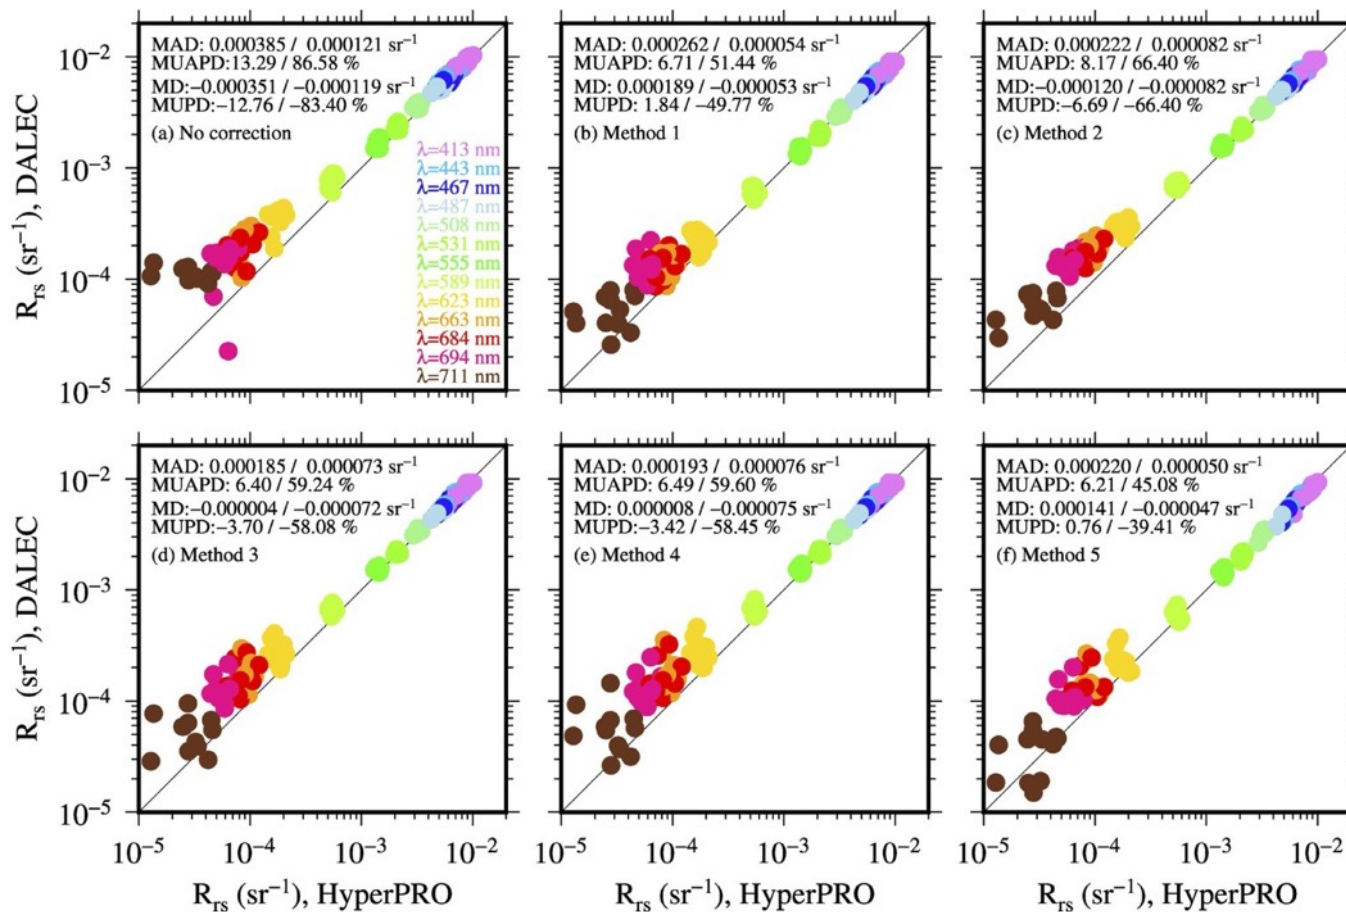 MAD: 0.000385 / 0.000121 sr⁻¹
MUAPD: 13.29 / 86.58 %
MD:−0.000351 / −0.000119 sr⁻¹
MUPD:−12.76 / −83.40 %
(a) No correction
λ=413 nm
λ=443 nm
λ=467 nm
λ=487 nm
λ=508 nm
λ=531 nm
λ=555 nm
λ=589 nm
λ=623 nm
λ=663 nm
λ=684 nm
λ=694 nm
λ=711 nm
10⁻²
10⁻³
10⁻⁴
10⁻⁵
Rrs (sr⁻¹), DALEC
MAD: 0.000262 / 0.000054 sr⁻¹
MUAPD: 6.71 / 51.44 %
MD: 0.000189 / −0.000053 sr⁻¹
MUPD: 1.84 / −49.77 %
(b) Method 1
MAD: 0.000222 / 0.000082 sr⁻¹
MUAPD: 8.17 / 66.40 %
MD:−0.000120 / −0.000082 sr⁻¹
MUPD:−6.69 / −66.40 %
(c) Method 2
MAD: 0.000185 / 0.000073 sr⁻¹
MUAPD: 6.40 / 59.24 %
MD:−0.000004 / −0.000072 sr⁻¹
MUPD:−3.70 / −58.08 %
(d) Method 3
10⁻²
10⁻³
10⁻⁴
10⁻⁵
Rrs (sr⁻¹), DALEC
MAD: 0.000193 / 0.000076 sr⁻¹
MUAPD: 6.49 / 59.60 %
MD: 0.000008 / −0.000075 sr⁻¹
MUPD:−3.42 / −58.45 %
(e) Method 4
MAD: 0.000220 / 0.000050 sr⁻¹
MUAPD: 6.21 / 45.08 %
MD: 0.000141 / −0.000047 sr⁻¹
MUPD: 0.76 / −39.41 %
(f) Method 5
10⁻⁵ 10⁻⁴ 10⁻³ 10⁻²
10⁻⁵ 10⁻⁴ 10⁻³ 10⁻²
10⁻⁵ 10⁻⁴ 10⁻³ 10⁻²
Rrs (sr⁻¹), HyperPRO
Rrs (sr⁻¹), HyperPRO
Rrs (sr⁻¹), HyperPRO